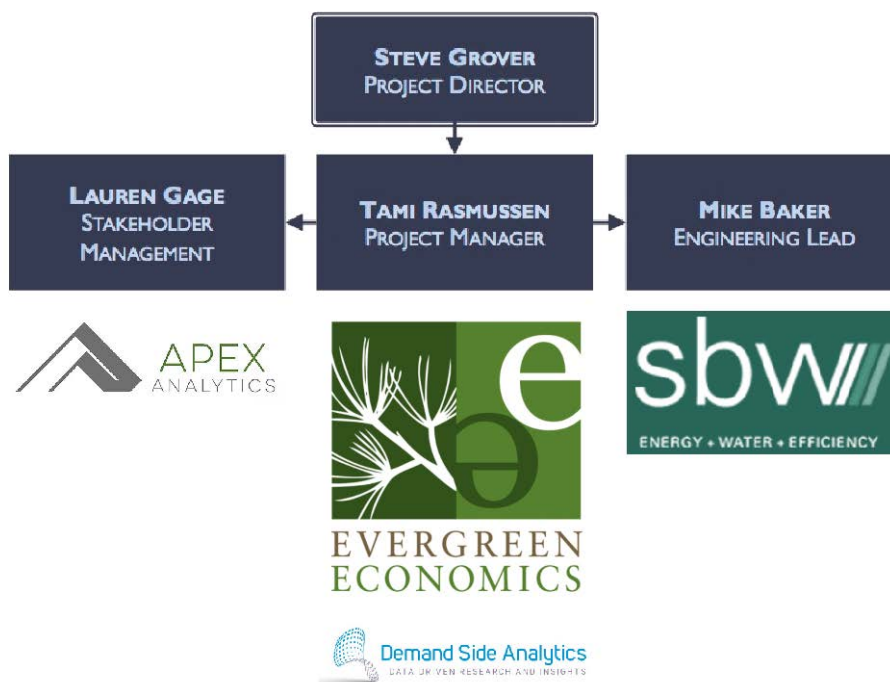 STEVE GROVER
PROJECT DIRECTOR
LAUREN GAGE
STAKEHOLDER
MANAGEMENT
TAMI RASMUSSEN
PROJECT MANAGER
MIKE BAKER
ENGINEERING LEAD
APEX
ANALYTICS
e
e
EVERGREEN
ECONOMICS
sbw
ENERGY + WATER + EFFICIENCY
Demand Side Analytics
DATA DRIVEN RESEARCH AND INSIGHTS